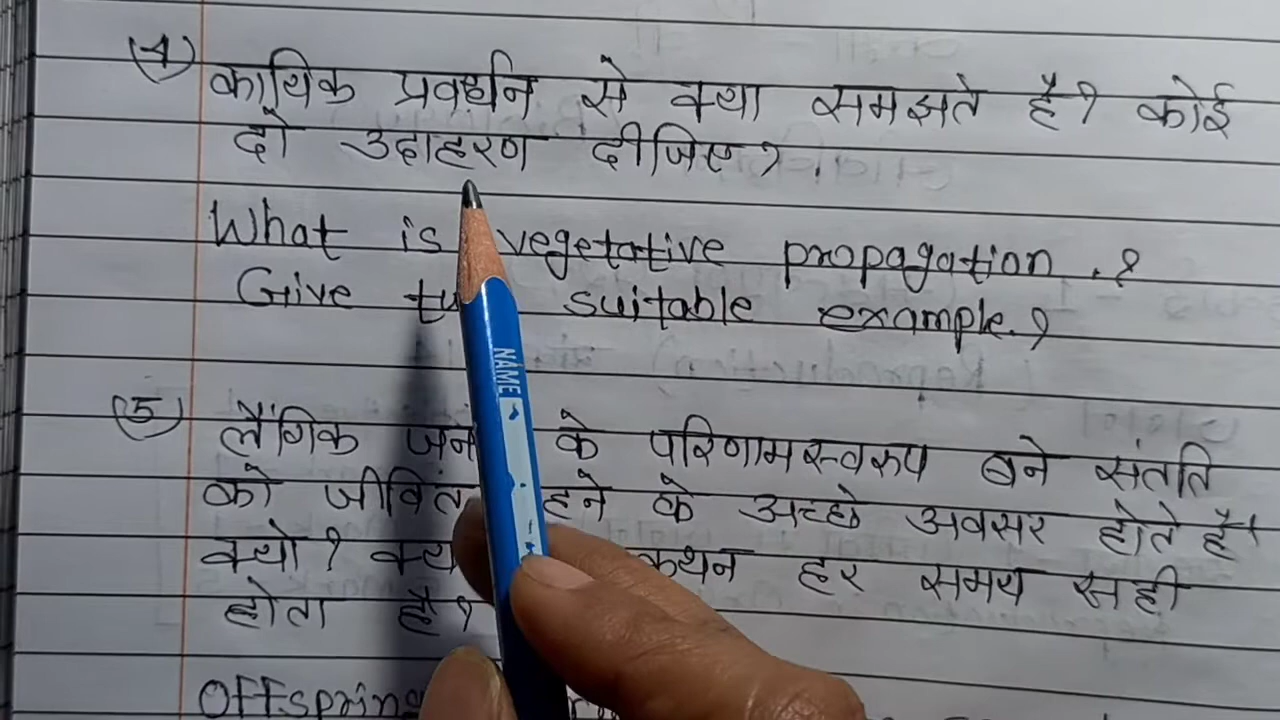 (4) कायिक प्रवर्धन से क्या समझते है? कोई
दो उदाहरण दीजिए?.
What is vegetative propagation.?
Give suitable example.?
(5) लैंगिक के परिणामस्वरूप बने संतति
को के अच्छे अवसर होते है।
क्यो? कथन हर समय सही
होता है?
NAME